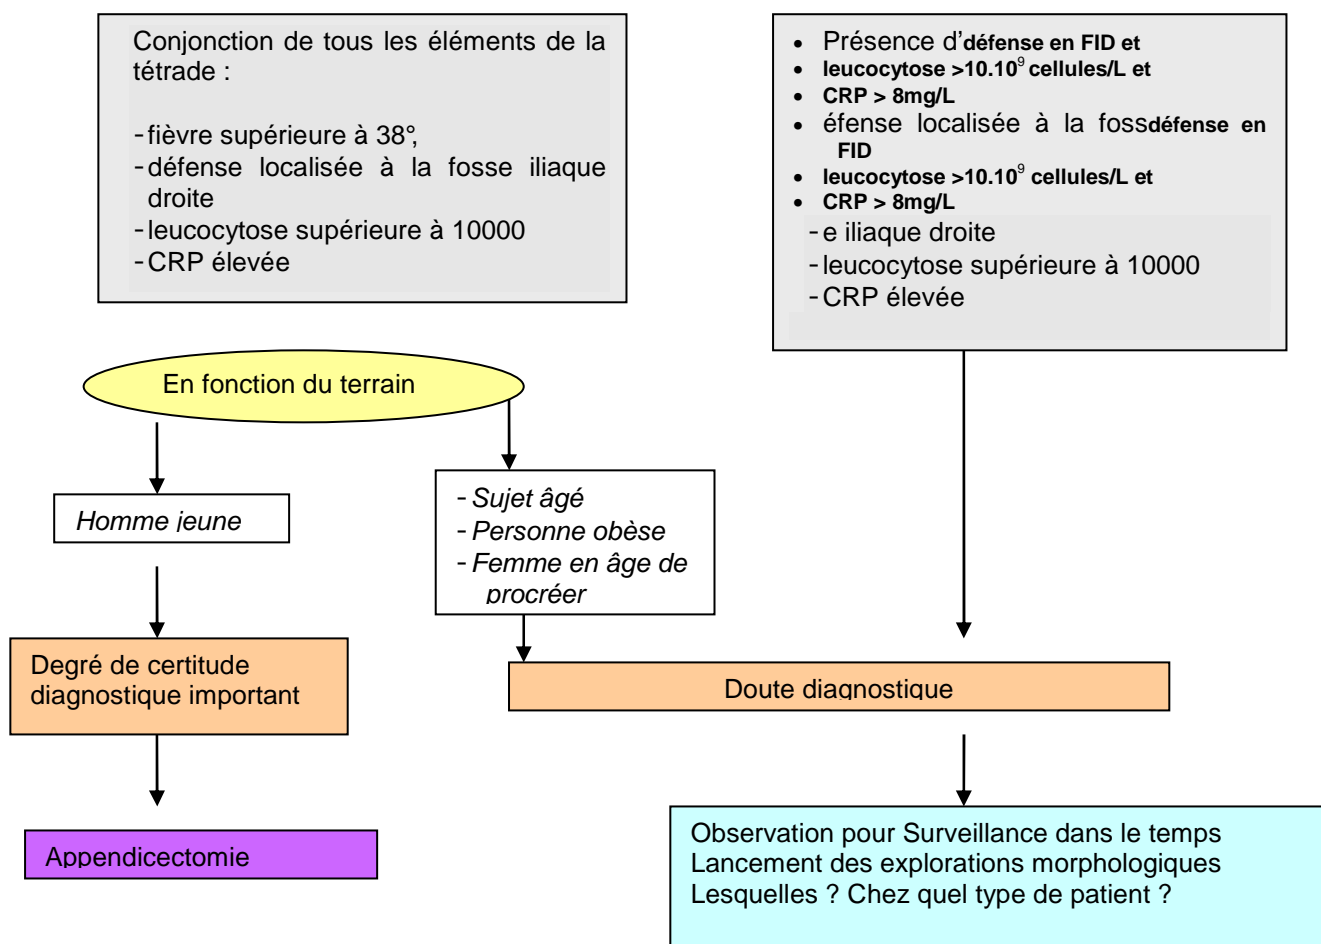 Conjonction de tous les éléments de la
tétrade :
-fièvre supérieure à 38°,
-défense localisée à la fosse iliaque
droite
-leucocytose supérieure à 10000
-CRP élevée
• Présence d'défense en FID et
• leucocytose >10.10⁹ cellules/L et
• CRP > 8mg/L
• éfense localisée à la fossdéfense en
FID
• leucocytose >10.10⁹ cellules/L et
• CRP > 8mg/L
-e iliaque droite
-leucocytose supérieure à 10000
-CRP élevée
En fonction du terrain
Homme jeune
- Sujet âgé
- Personne obèse
- Femme en âge de
procréer
Degré de certitude
diagnostique important
Doute diagnostique
Appendicectomie
Observation pour Surveillance dans le temps
Lancement des explorations morphologiques
Lesquelles ? Chez quel type de patient ?